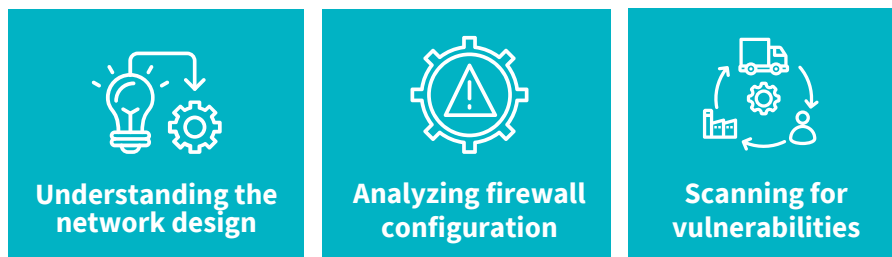 Understanding the
network design
Analyzing firewall
configuration
Scanning for
vulnerabilities